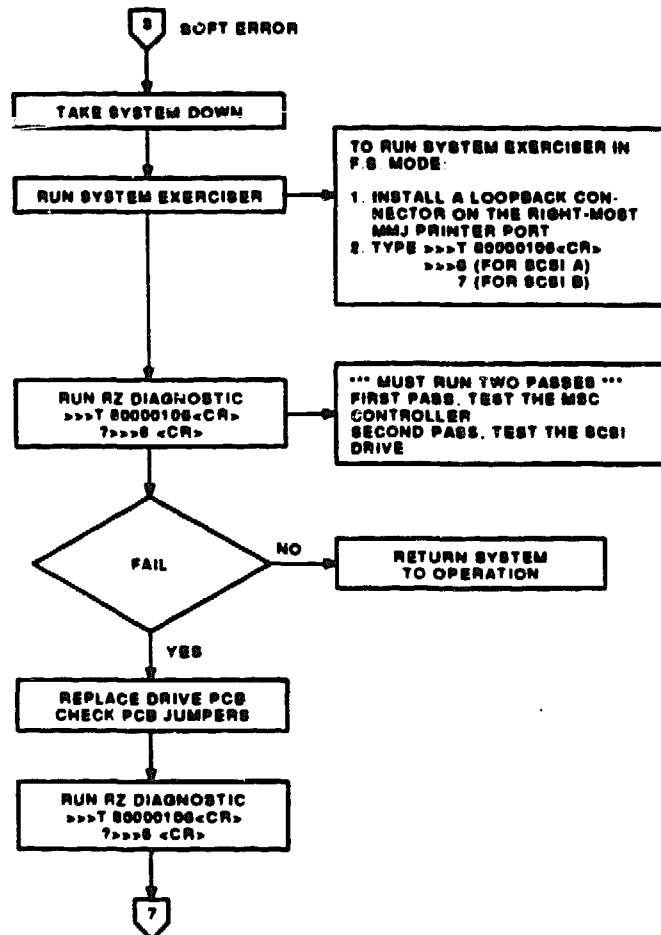 SOFT ERROR
TAKE SYSTEM DOWN
RUN SYSTEM EXERCISER
TO RUN SYSTEM EXERCISER IN
F.S. MODE:
1. INSTALL A LOOPBACK CON-
NECTOR ON THE RIGHT-MOST
MMJ PRINTER PORT
2. TYPE >>>T 80000106<CR>
>>>6 (FOR SCSI A)
7 (FOR SCSI B)
RUN RZ DIAGNOSTIC
>>>T 80000106<CR>
?>>>6 <CR>
*** MUST RUN TWO PASSES ***
FIRST PASS, TEST THE MSC
CONTROLLER
SECOND PASS, TEST THE SCSI
DRIVE
FAIL
NO
RETURN SYSTEM
TO OPERATION
YES
REPLACE DRIVE PCB
CHECK PCB JUMPERS
RUN RZ DIAGNOSTIC
>>>T 80000106<CR>
?>>>6 <CR>
7